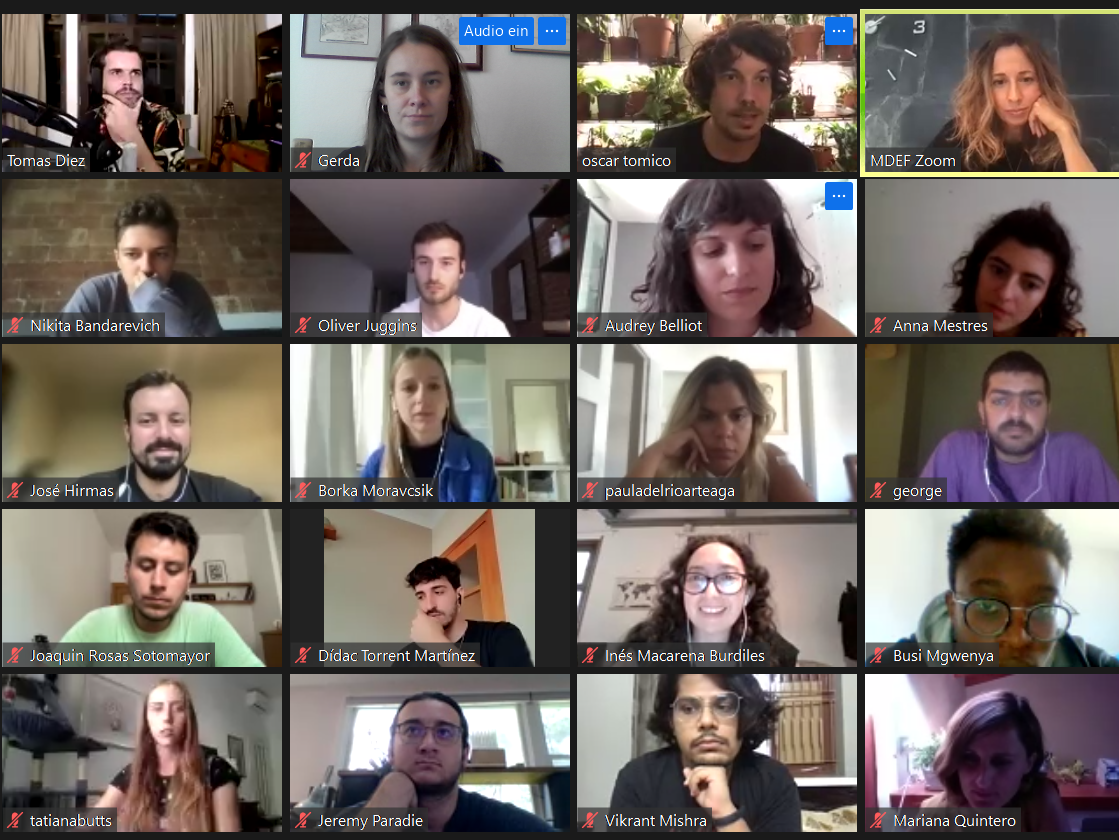 Audio ein
3
Tomas Diez
Gerda
oscar tomico
MDEF Zoom
Nikita Bandarevich
Oliver Juggins
Audrey Belliot
Anna Mestres
José Hirmas
Borka Moravcsik
pauladelrioarteaga
george
Joaquin Rosas Sotomayor
Dídac Torrent Martínez
Inés Macarena Burdiles
Busi Mgwenya
tatianabutts
Jeremy Paradie
Vikrant Mishra
Mariana Quintero